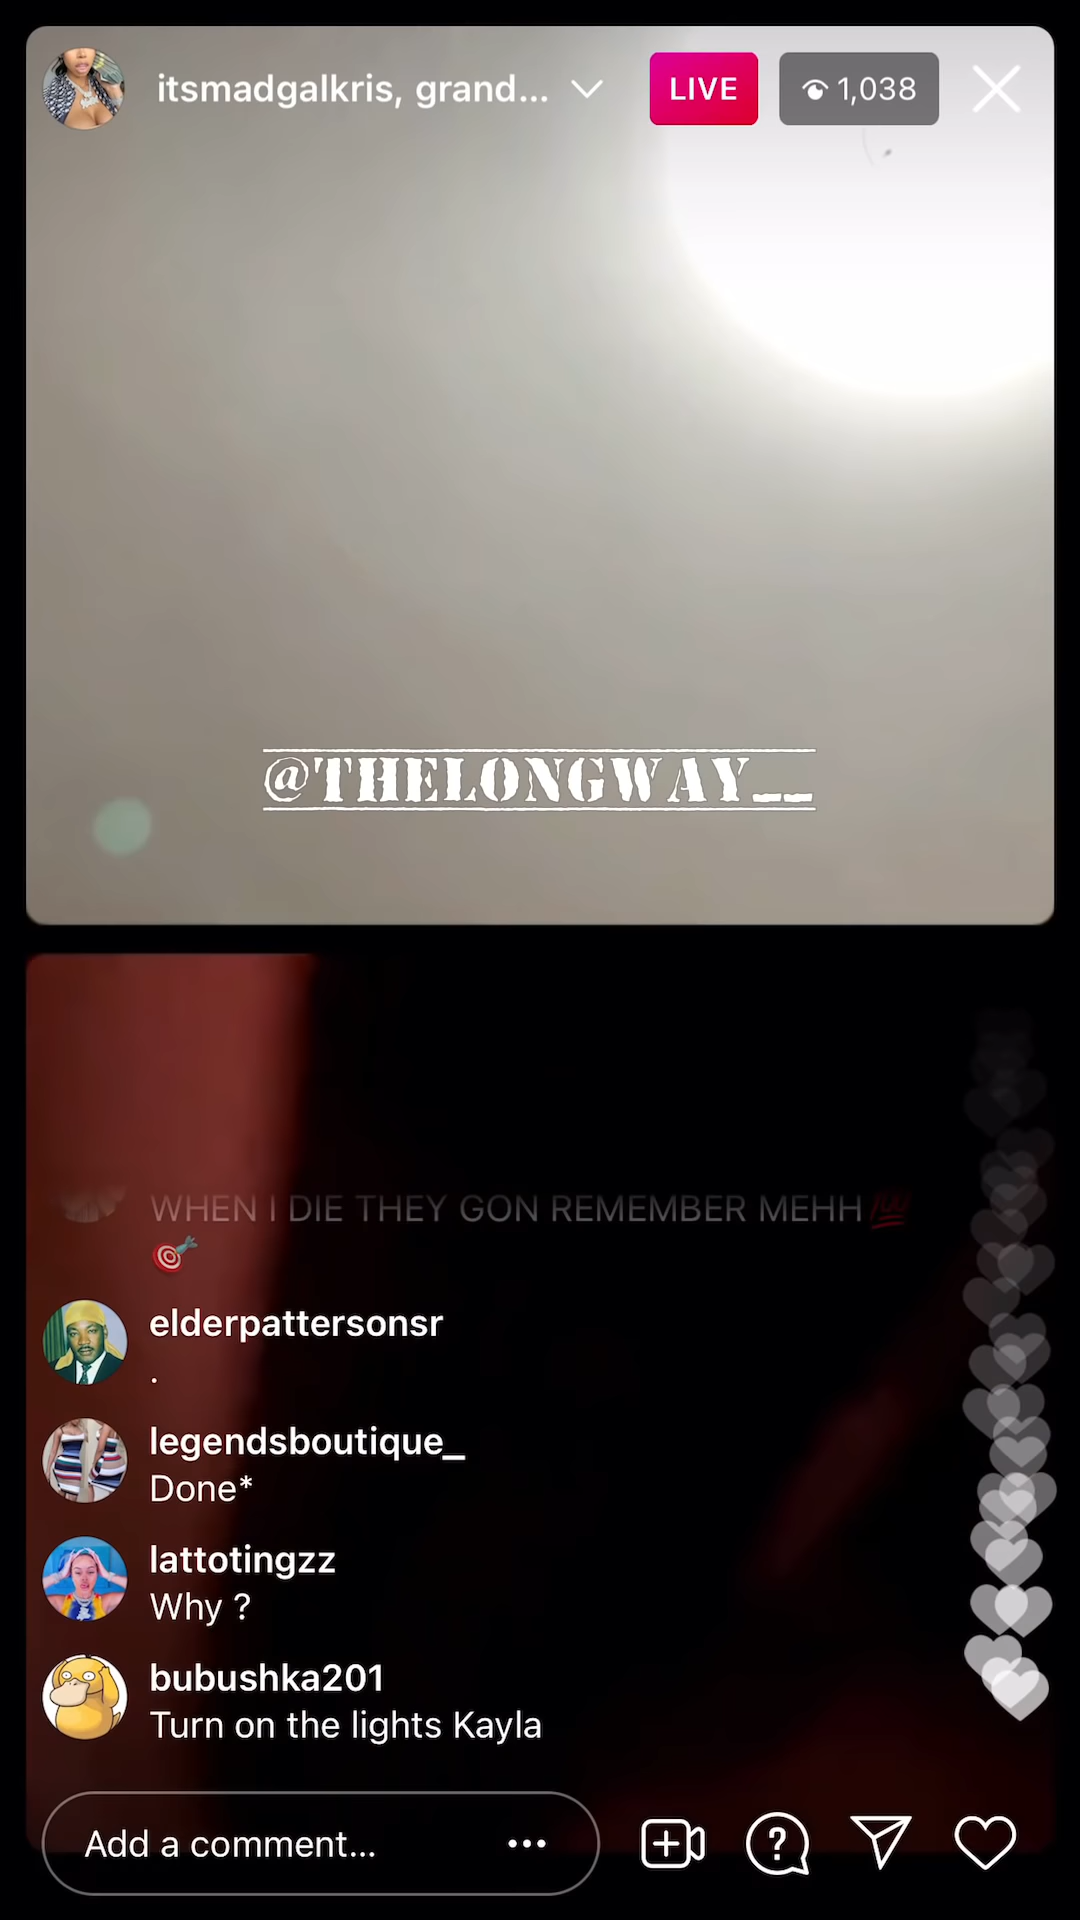 itsmadgalkris, grand...
LIVE
1,038
@THELONGWAY__
WHEN I DIE THEY GON REMEMBER MEHH💯
🎯
elderpattersonsr
.
legendsboutique_
Done*
lattotingzz
Why ?
bubushka201
Turn on the lights Kayla
Add a comment...